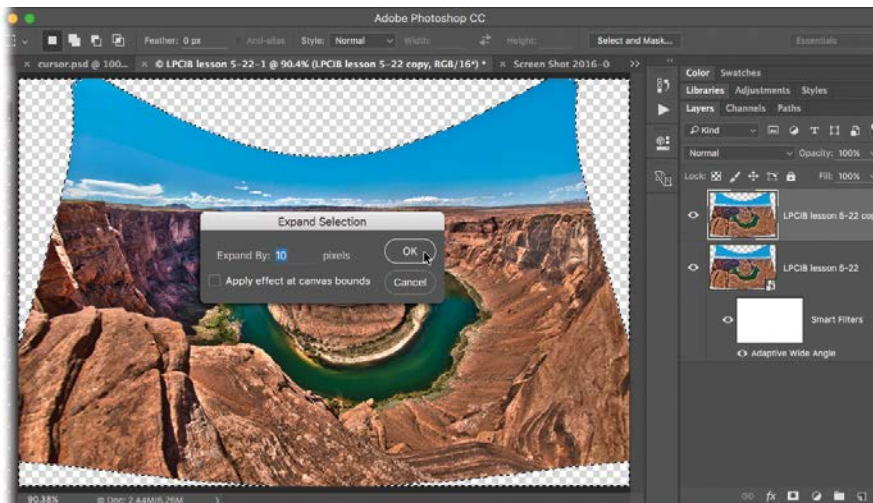 Adobe Photoshop CC
Feather: 0 px Anti-alias Style: Normal Width: Height: Select and Mask... Essentials
× cursor.psd @ 100... × © LPCIB lesson 5-22-1 @ 90.4% (LPCIB lesson 5-22 copy, RGB/16*) * × Screen Shot 2016-0 >>
Color Swatches
Libraries Adjustments Styles
Layers Channels Paths
Kind
Normal Opacity: 100%
Lock: Fill: 100%
LPCIB lesson 5-22 cop
Expand Selection
Expand By: 10 pixels OK
Apply effect at canvas bounds Cancel
LPCIB lesson 5-22
Smart Filters
Adaptive Wide Angle
fx
90.38% Doc: 2.44M/6.26M